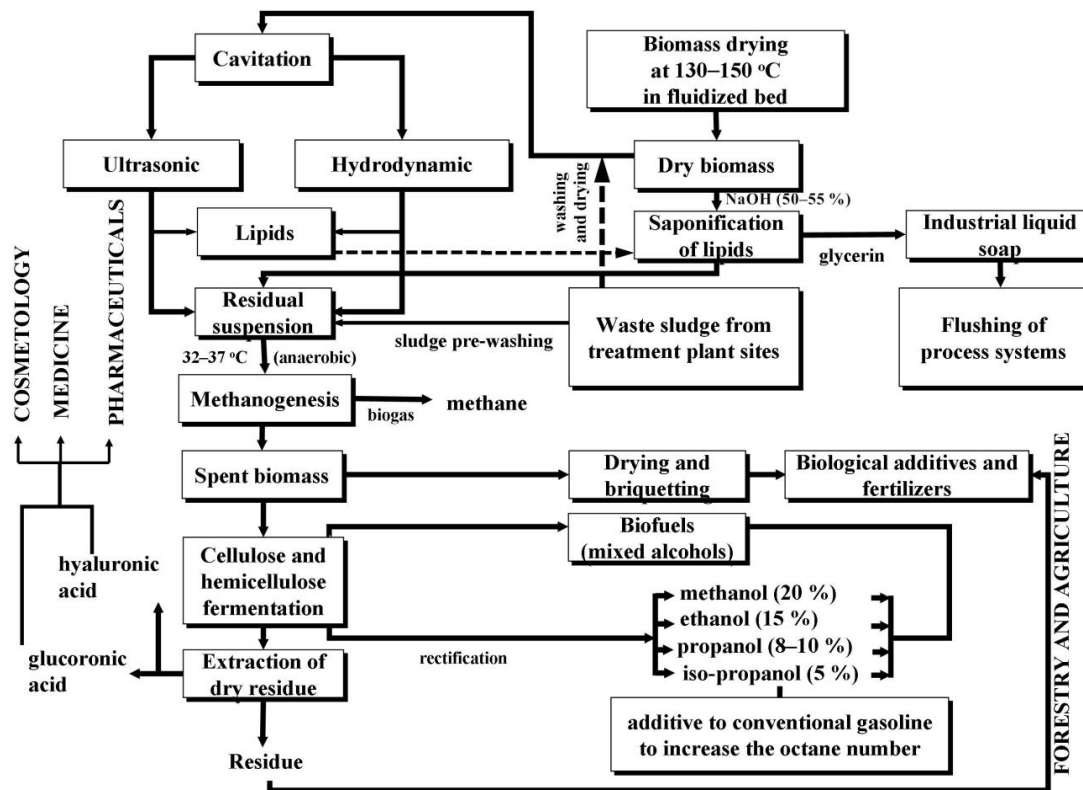 Cavitation
Biomass drying
at 130–150 ᵒC
in fluidized bed
Ultrasonic
Hydrodynamic
Dry biomass
washing
and drying
NaOH (50–55 %)
Lipids
Saponification
of lipids
glycerin
Industrial liquid
soap
Residual
suspension
sludge pre-washing
Waste sludge from
treatment plant sites
Flushing of
process systems
COSMETOLOGY
MEDICINE
PHARMACEUTICALS
32–37 ᵒC
(anaerobic)
Methanogenesis
biogas
methane
Spent biomass
Drying and
briquetting
Biological additives and
fertilizers
Biofuels
(mixed alcohols)
Cellulose and
hemicellulose
fermentation
hyaluronic
acid
methanol (20 %)
ethanol (15 %)
propanol (8–10 %)
iso-propanol (5 %)
rectification
glucoronic
acid
Extraction of
dry residue
additive to conventional gasoline
to increase the octane number
Residue
FORESTRY AND AGRICULTURE